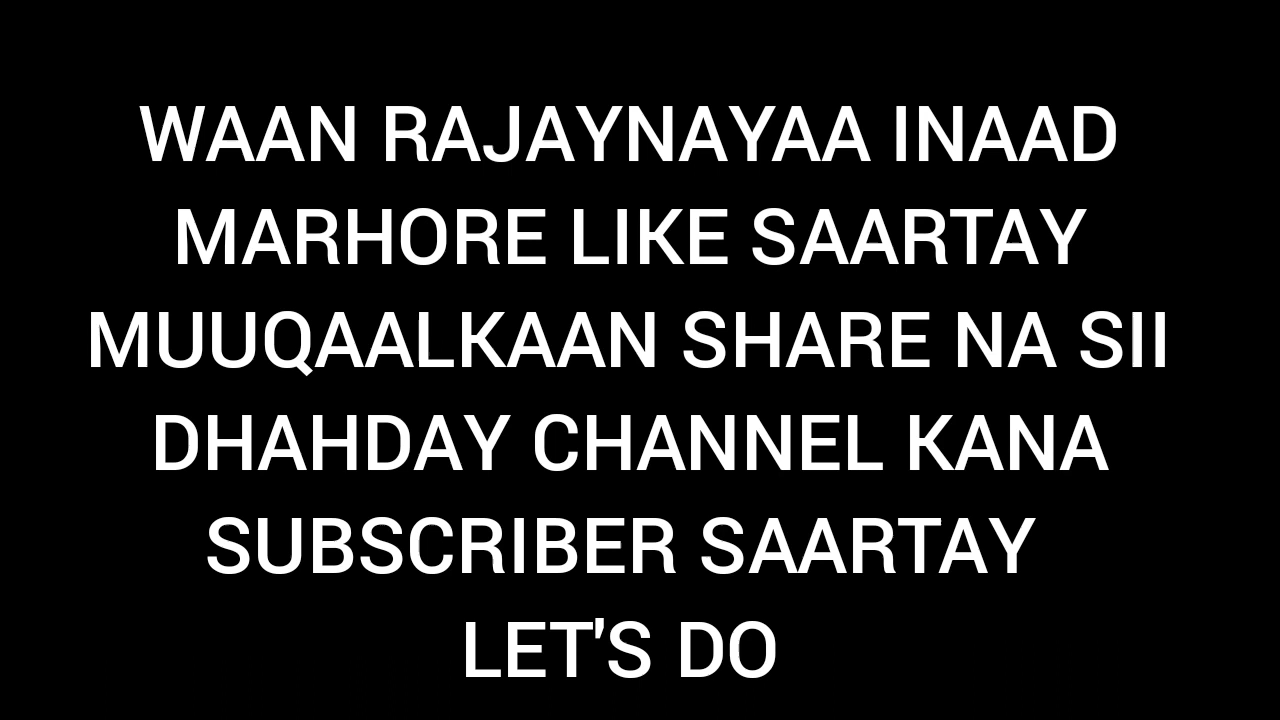 WAAN RAJAYNAYAA INAAD
MARHORE LIKE SAARTAY
MUUQAALKAAN SHARE NA SII
DHAHDAY CHANNEL KANA
SUBSCRIBER SAARTAY
LET'S DO